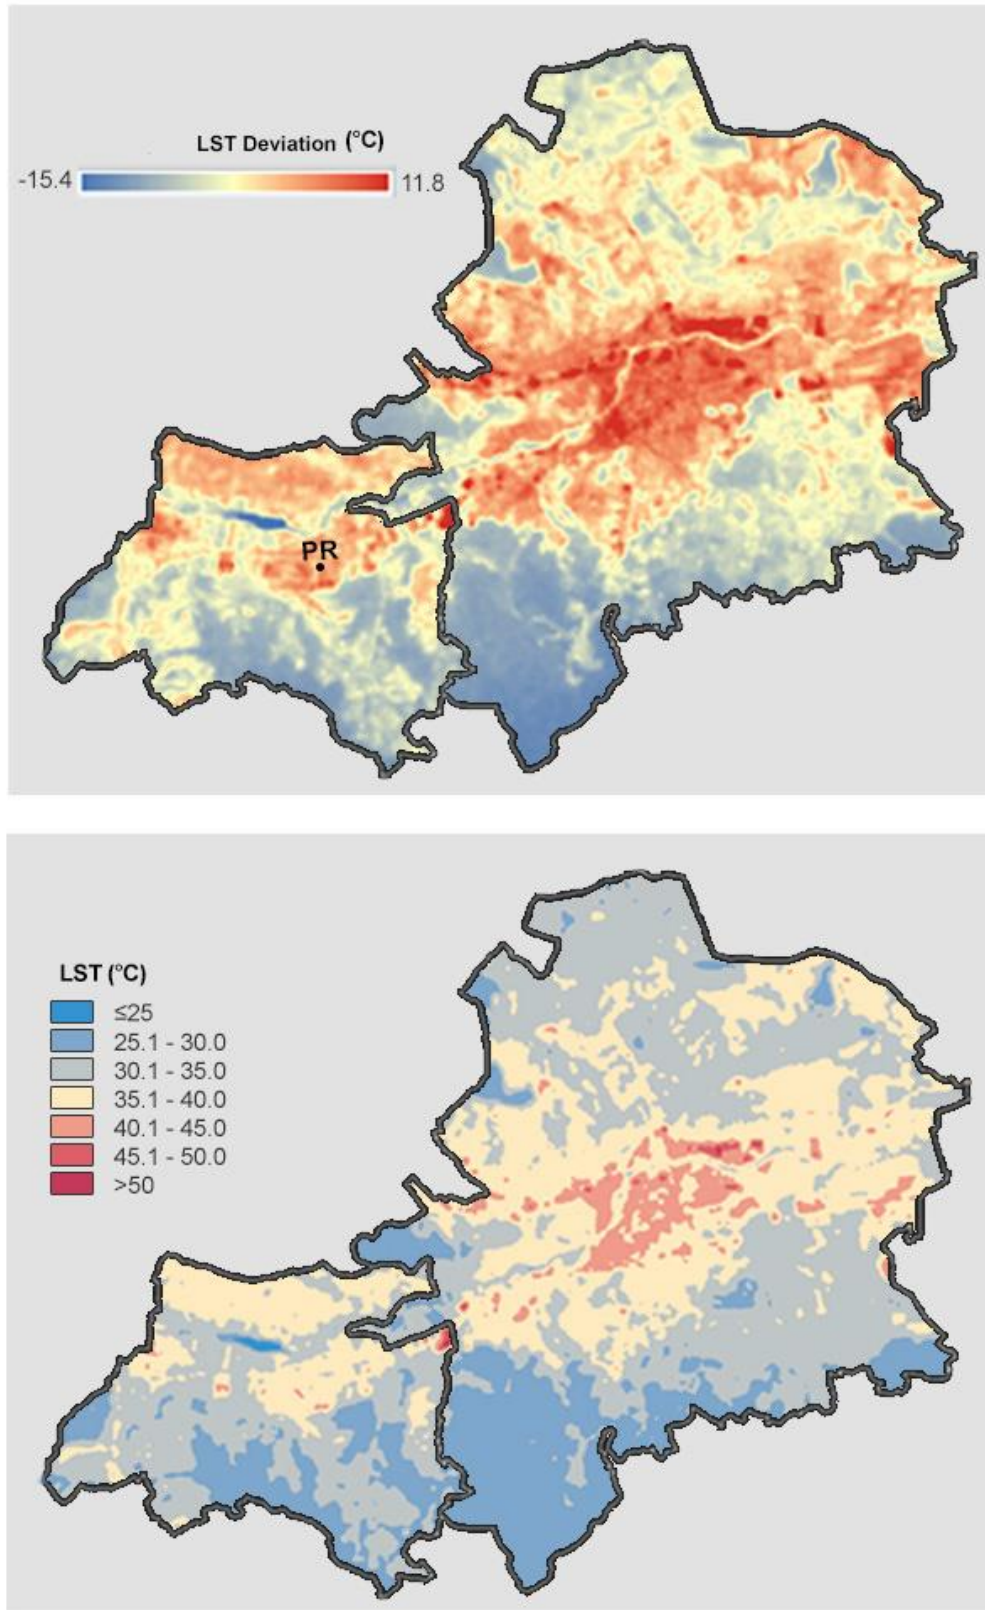 LST Deviation (°C)
-15.4 11.8
PR
LST (°C)
≤25
25.1 - 30.0
30.1 - 35.0
35.1 - 40.0
40.1 - 45.0
45.1 - 50.0
>50